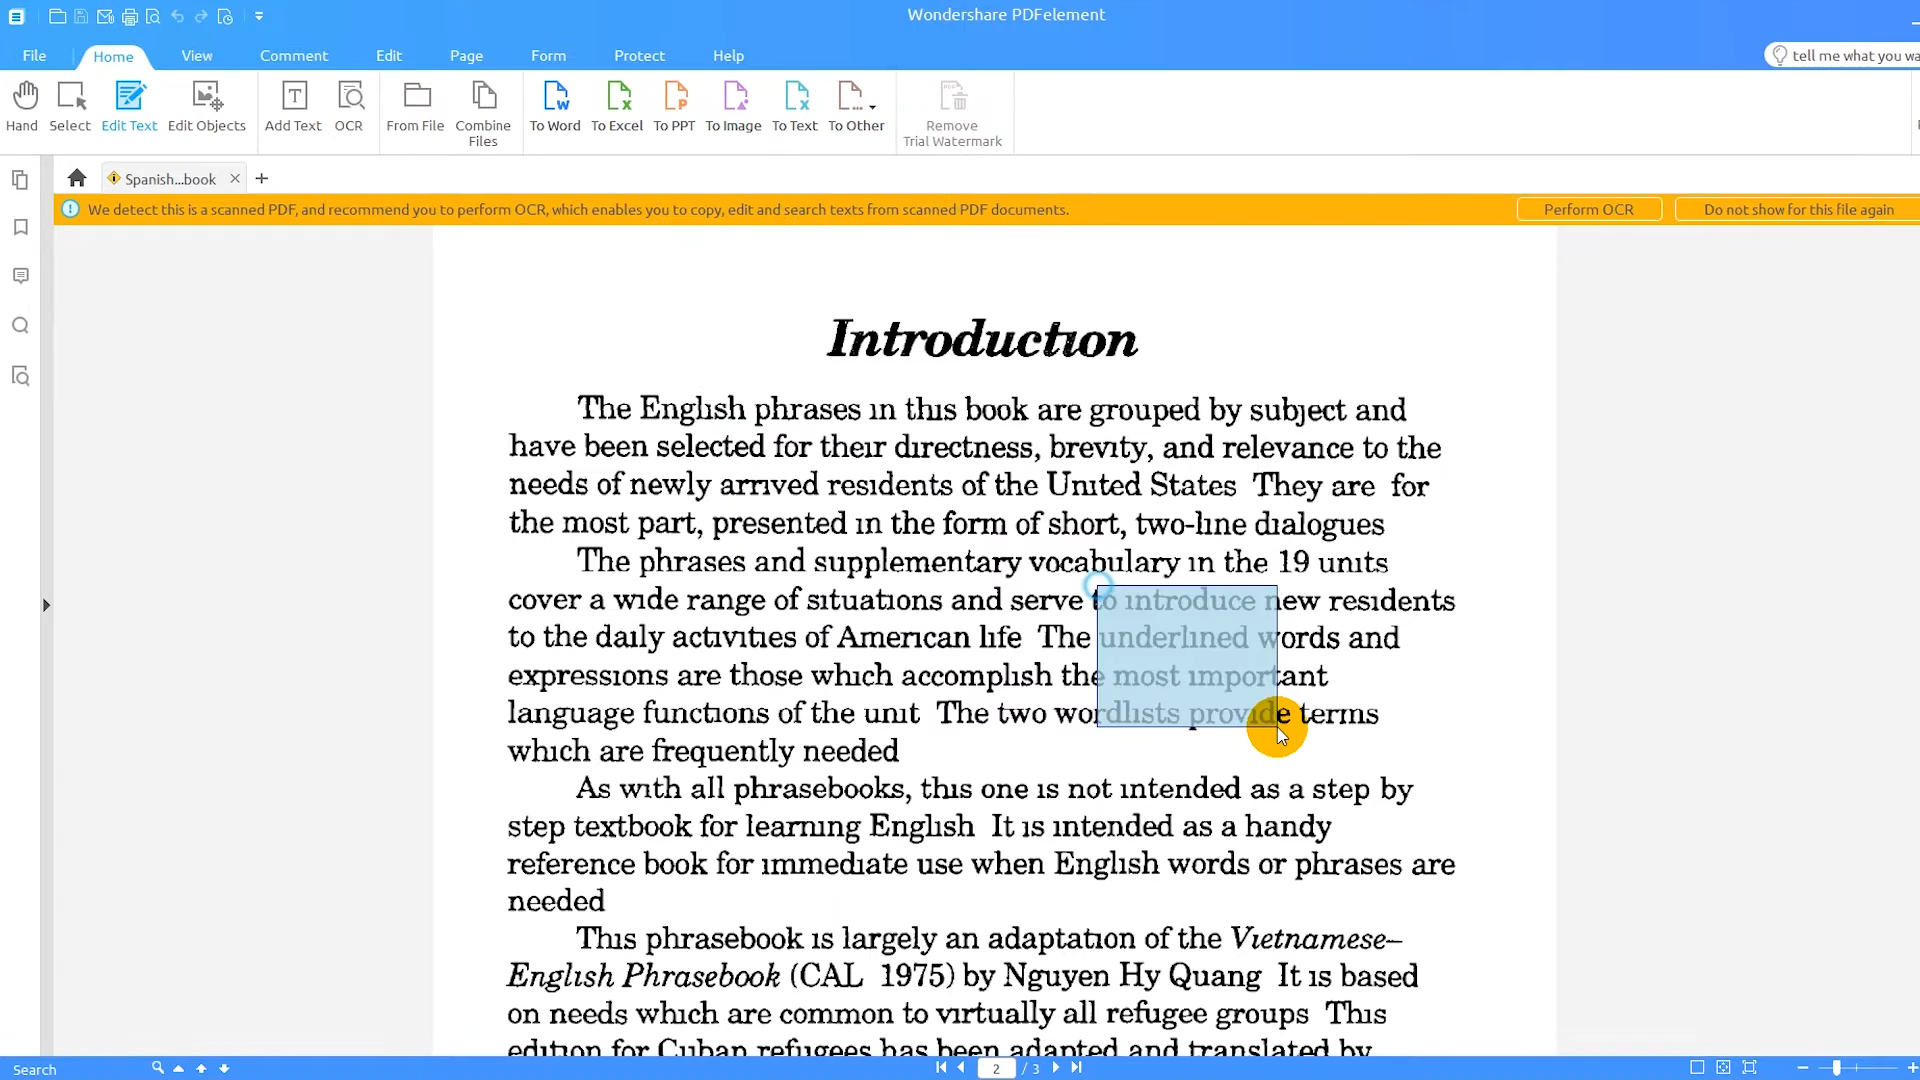 Wondershare PDFelement
File Home View Comment Edit Page Form Protect Help
tell me what you wa
Hand Select Edit Text Edit Objects Add Text OCR From File Combine Files To Word To Excel To PPT To Image To Text To Other Remove Trial Watermark
Spanish...book
We detect this is a scanned PDF, and recommend you to perform OCR, which enables you to copy, edit and search texts from scanned PDF documents.
Perform OCR
Do not show for this file again
Introduction
The English phrases in this book are grouped by subject and
have been selected for their directness, brevity, and relevance to the
needs of newly arrived residents of the United States They are for
the most part, presented in the form of short, two-line dialogues
The phrases and supplementary vocabulary in the 19 units
cover a wide range of situations and serve to introduce new residents
to the daily activities of American life The underlined words and
expressions are those which accomplish the most important
language functions of the unit The two wordlists provide terms
which are frequently needed
As with all phrasebooks, this one is not intended as a step by
step textbook for learning English It is intended as a handy
reference book for immediate use when English words or phrases are
needed
This phrasebook is largely an adaptation of the Vietnamese–
English Phrasebook (CAL 1975) by Nguyen Hy Quang It is based
on needs which are common to virtually all refugee groups This
edition for Cuban refugees has been adapted and translated by
Search
2 / 3